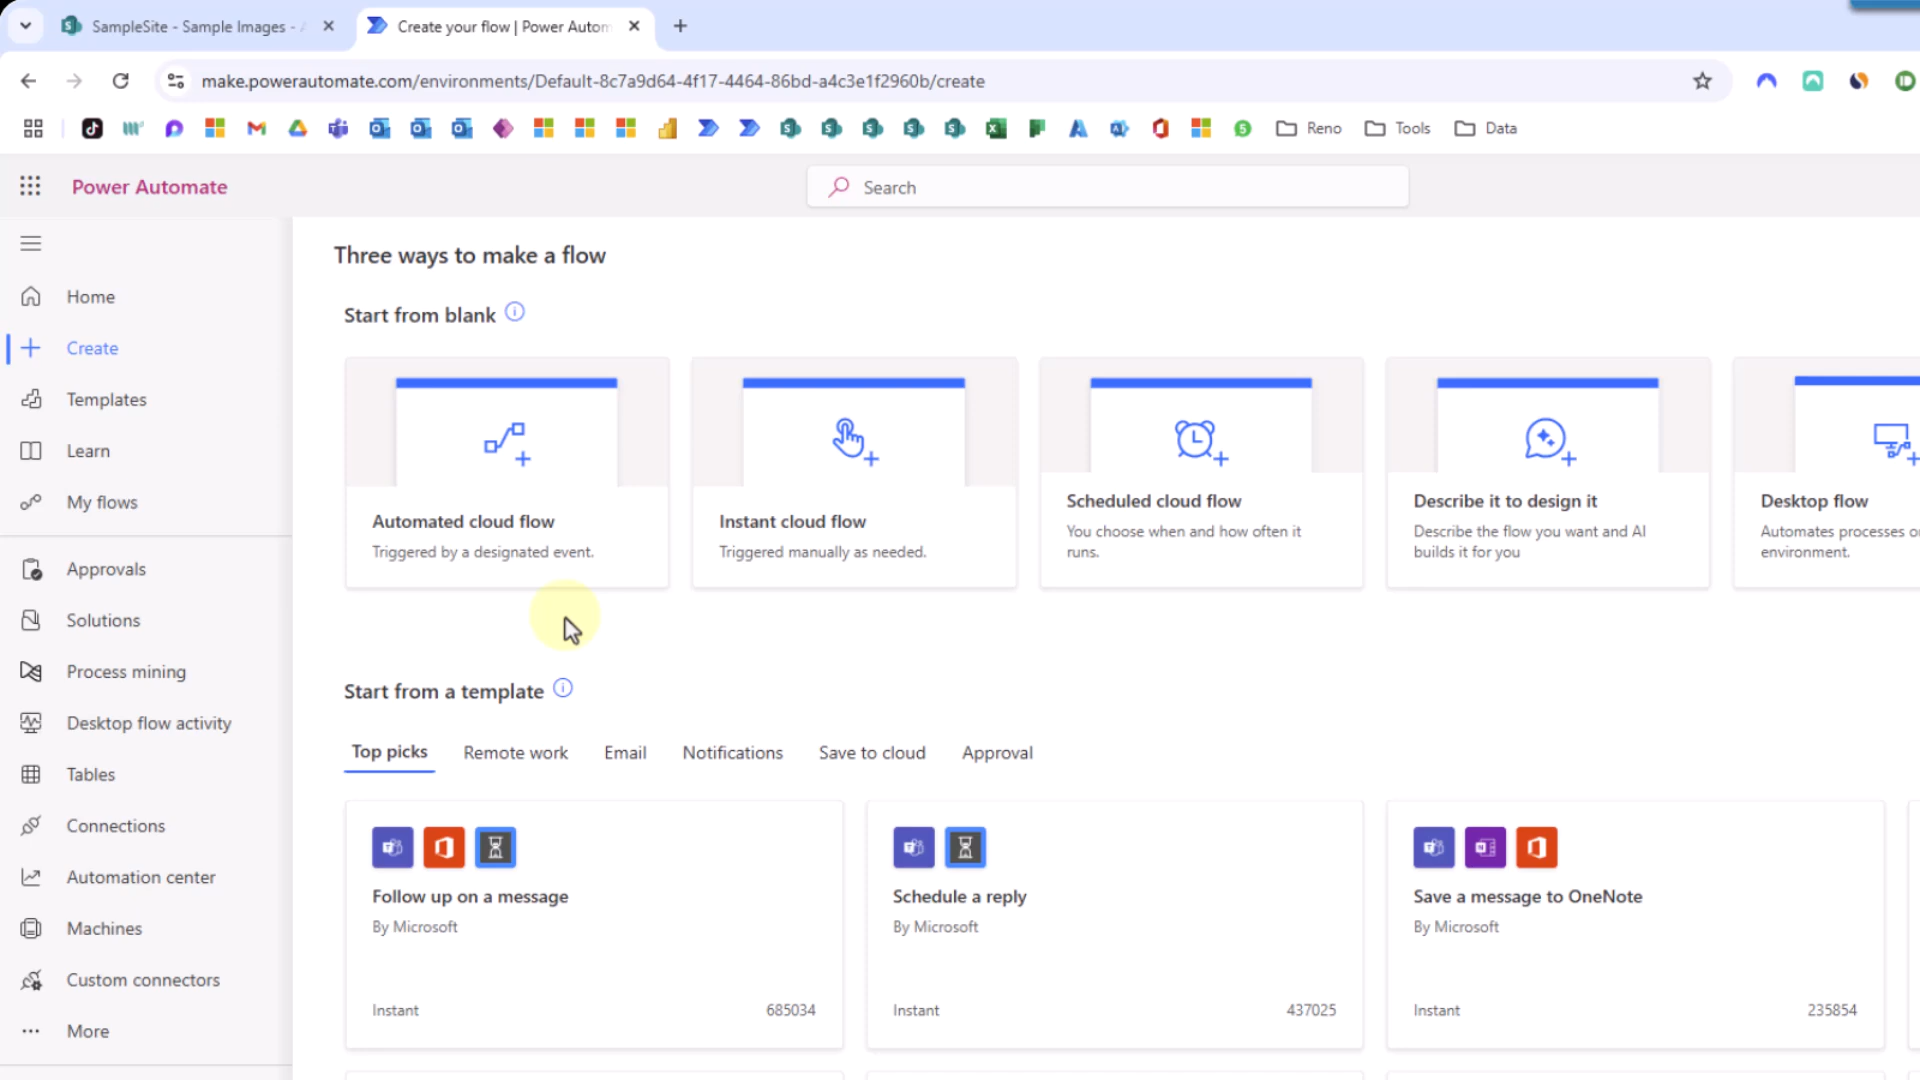 SampleSite - Sample Images -
Create your flow | Power Autom
make.powerautomate.com/environments/Default-8c7a9d64-4f17-4464-86bd-a4c3e1f2960b/create
Reno
Tools
Data
Power Automate
Search
Home
Create
Templates
Learn
My flows
Approvals
Solutions
Process mining
Desktop flow activity
Tables
Connections
Automation center
Machines
Custom connectors
More
Three ways to make a flow
Start from blank
Automated cloud flow
Triggered by a designated event.
Instant cloud flow
Triggered manually as needed.
Scheduled cloud flow
You choose when and how often it
runs.
Describe it to design it
Describe the flow you want and AI
builds it for you
Desktop flow
Automates processes o
environment.
Start from a template
Top picks
Remote work
Email
Notifications
Save to cloud
Approval
Follow up on a message
By Microsoft
Instant
685034
Schedule a reply
By Microsoft
Instant
437025
Save a message to OneNote
By Microsoft
Instant
235854